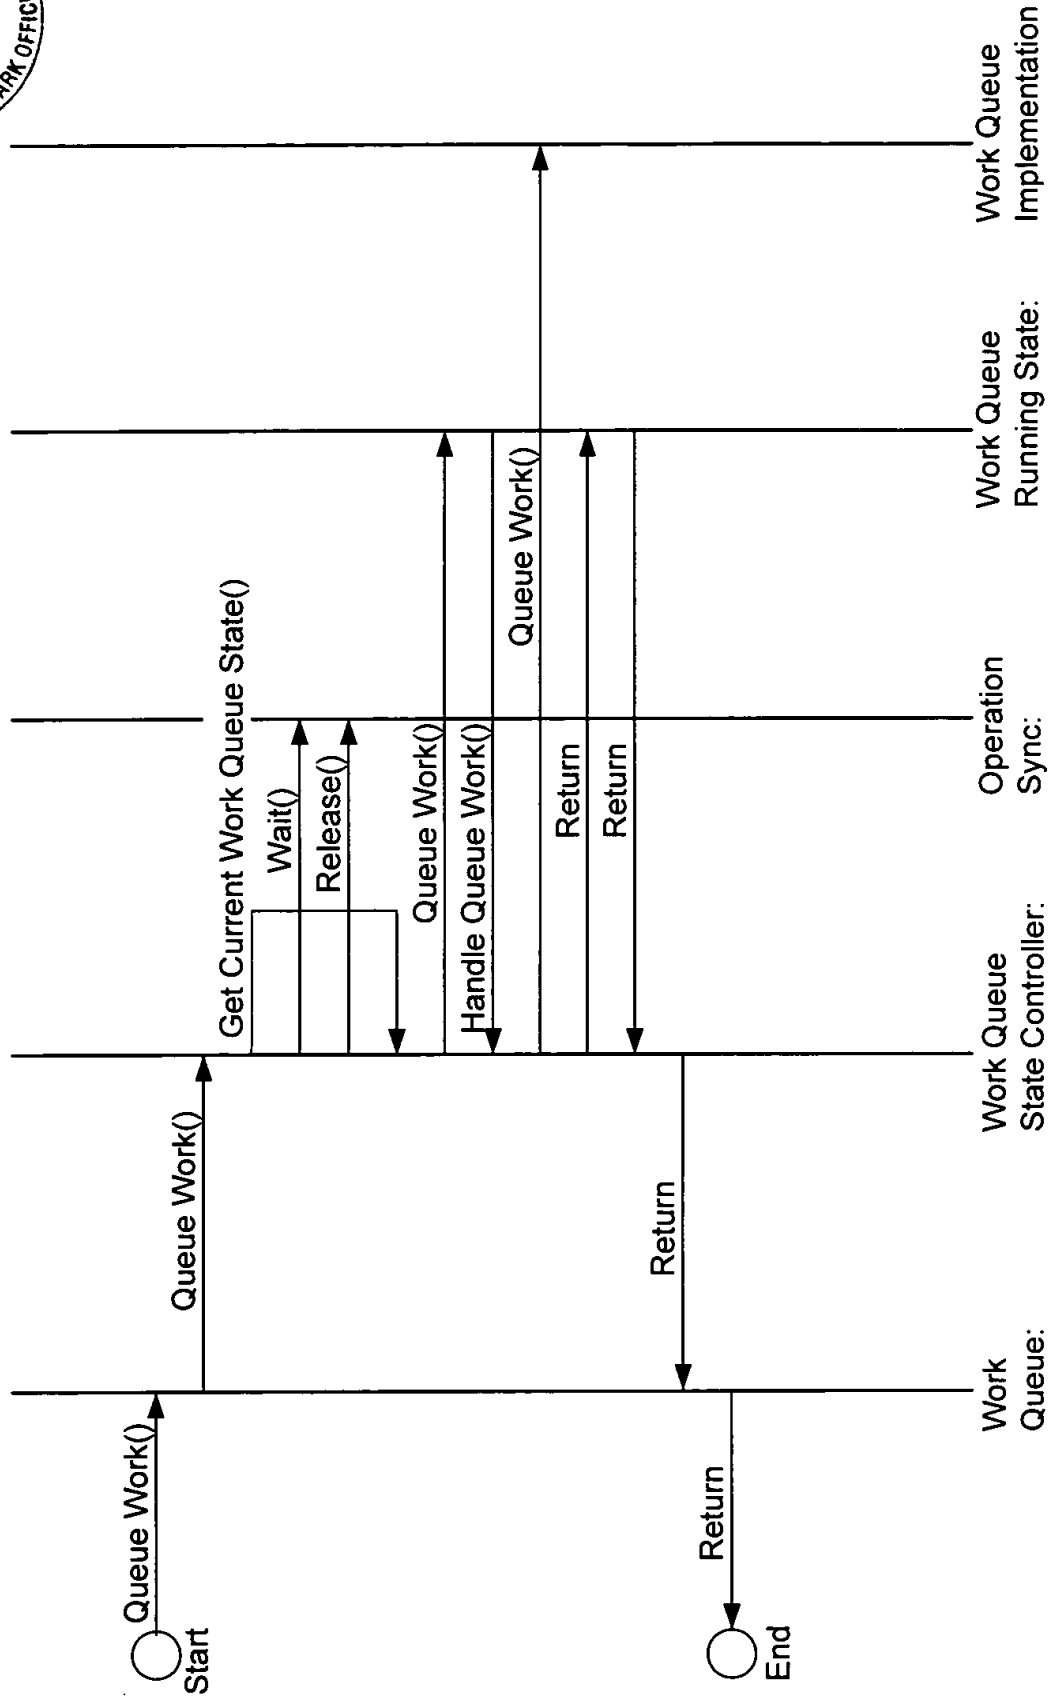 ARK OFFIC
Start
Queue Work()
Queue Work()
Get Current Work Queue State()
Wait()
Release()
Queue Work()
Handle Queue Work()
Queue Work()
Return
Return
Return
Return
End
Work
Queue:
Work Queue
State Controller:
Operation
Sync:
Work Queue
Running State:
Work Queue
Implementation